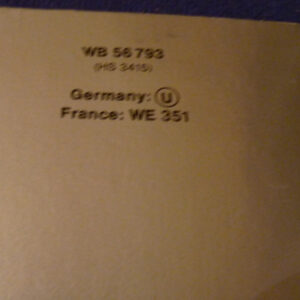 WB 56 793
(HS 3415)
Germany: Ⓤ
France: WE 351